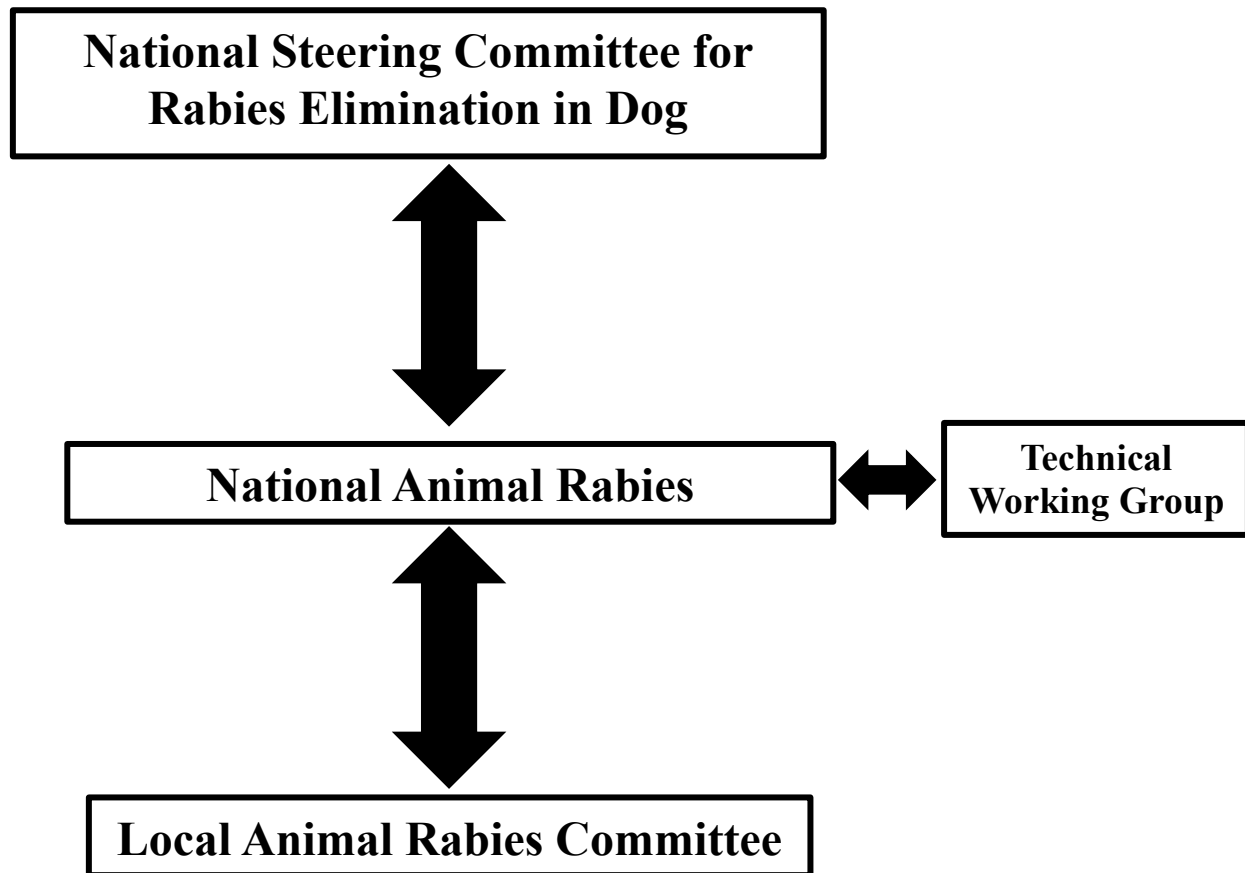 National Steering Committee for
Rabies Elimination in Dog
National Animal Rabies
Technical
Working Group
Local Animal Rabies Committee